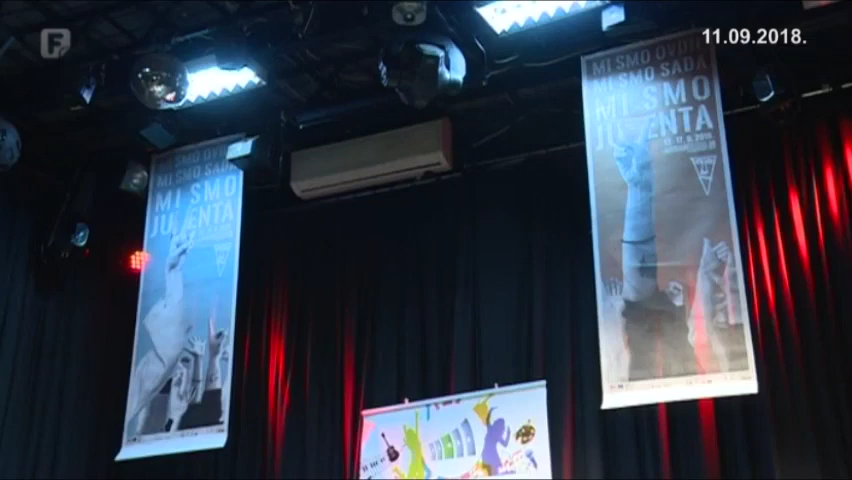 F
11.09.2018.
MI SMO OVDJE
MI SMO SADA
MI SMO
JUVENTA
MI SMO OVDJE
MI SMO SADA
MI SMO
JUVENTA